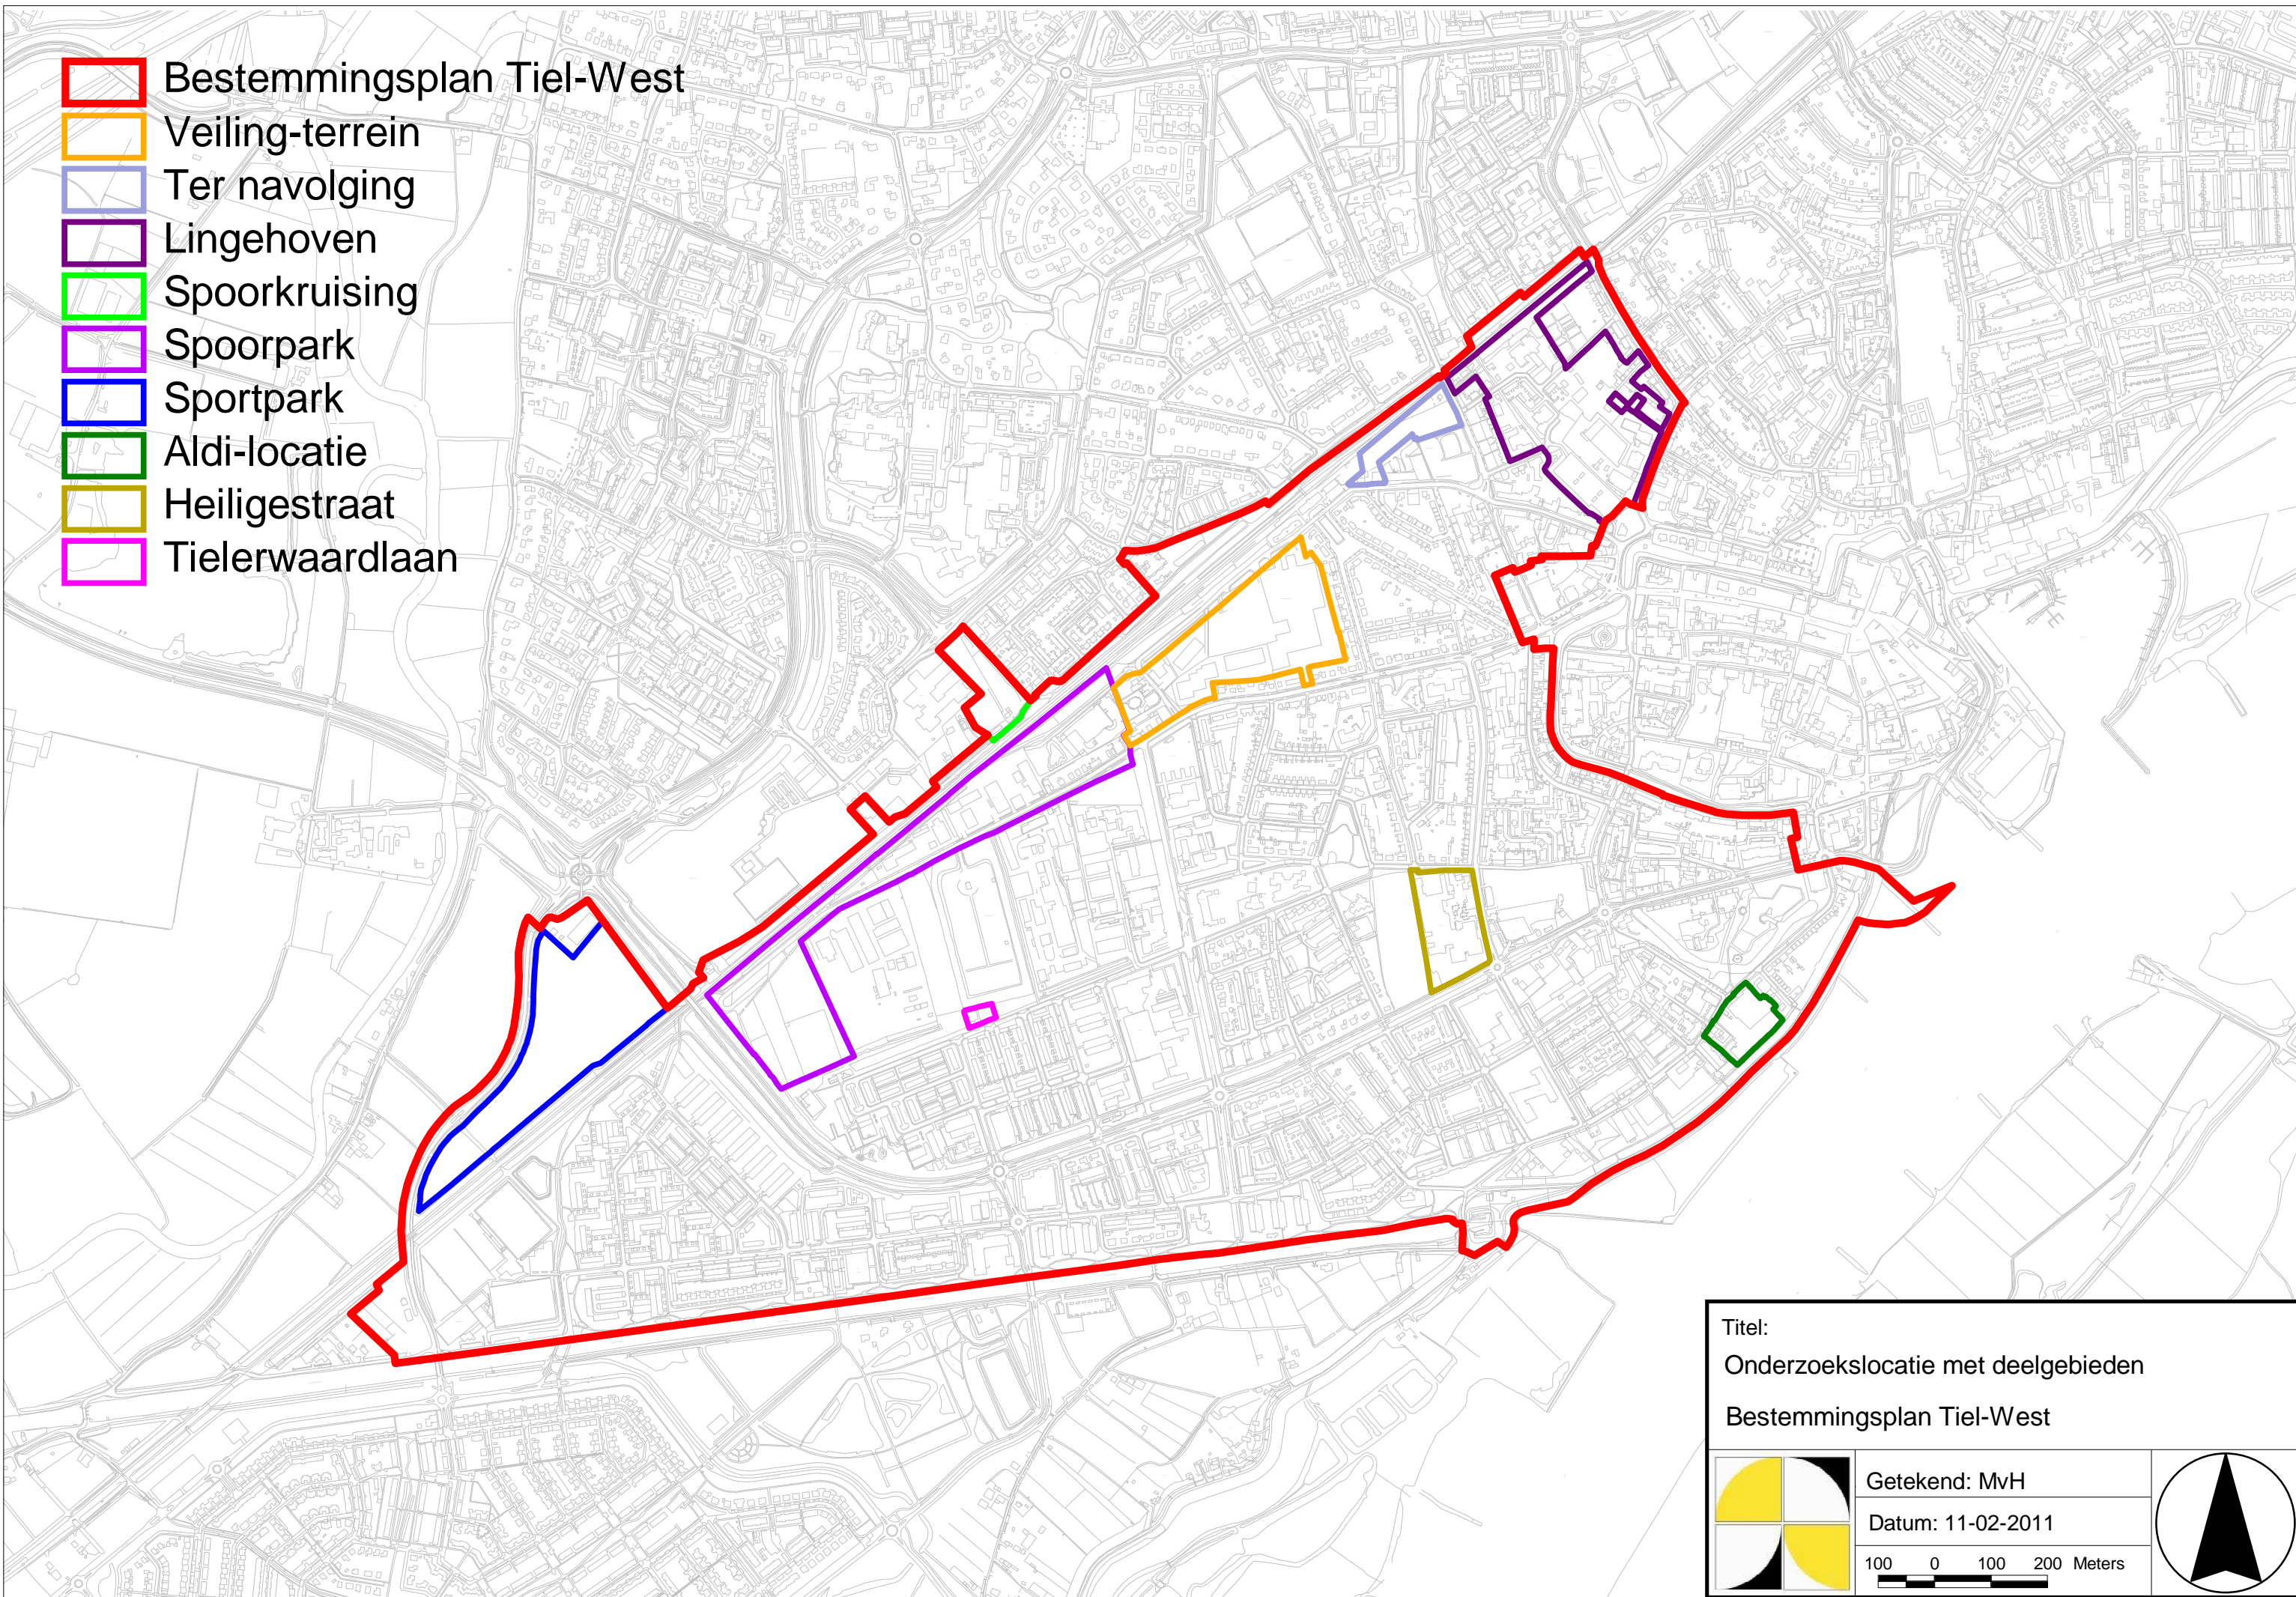 Bestemmingsplan Tiel-West
Veiling-terrein
Ter navolging
Lingehoven
Spoorkruising
Spoorpark
Sportpark
Aldi-locatie
Heiligestraat
Tielerwaardlaan
Titel:
Onderzoekslocatie met deelgebieden
Bestemmingsplan Tiel-West
Getekend: MvH
Datum: 11-02-2011
100 0 100 200 Meters